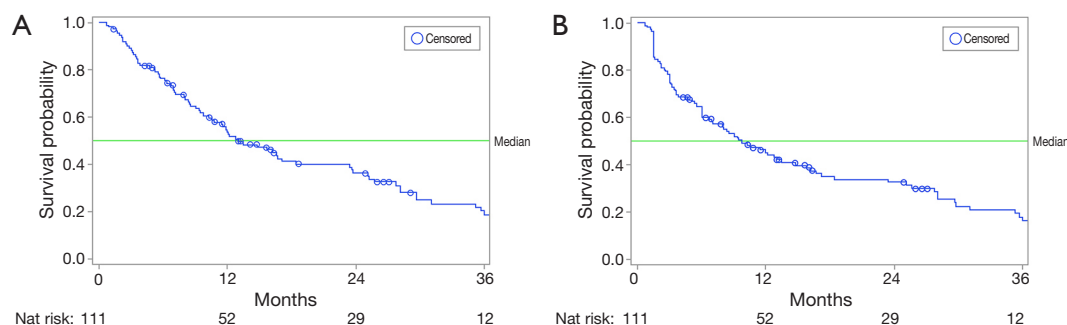 A
Survival probability
1.0
0.8
0.6
0.4
0.2
0.0
Censored
Median
0 12 24 36
Months
Nat risk: 111 52 29 12
B
Survival probability
1.0
0.8
0.6
0.4
0.2
0.0
Censored
Median
0 12 24 36
Months
Nat risk: 111 52 29 12